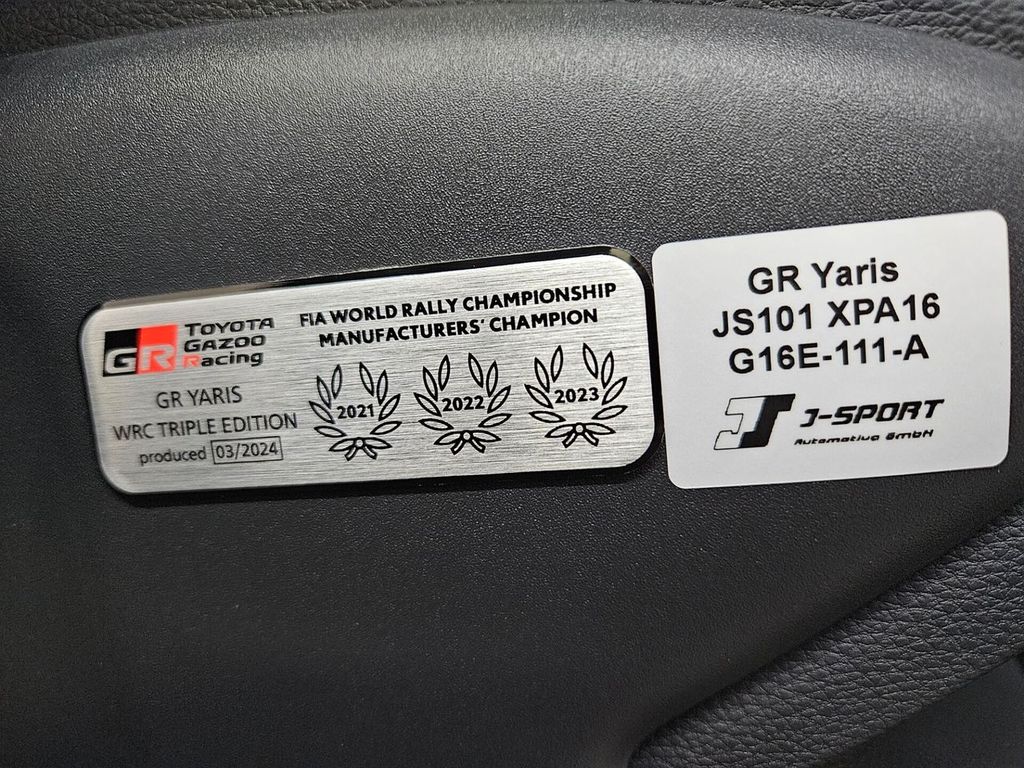 GR
TOYOTA
GAZOO
Racing
GR YARIS
WRC TRIPLE EDITION
produced 03/2024
FIA WORLD RALLY CHAMPIONSHIP
MANUFACTURERS' CHAMPION
2021
2022
2023
GR Yaris
JS101 XPA16
G16E-111-A
J-SPORT
Automotive GmbH